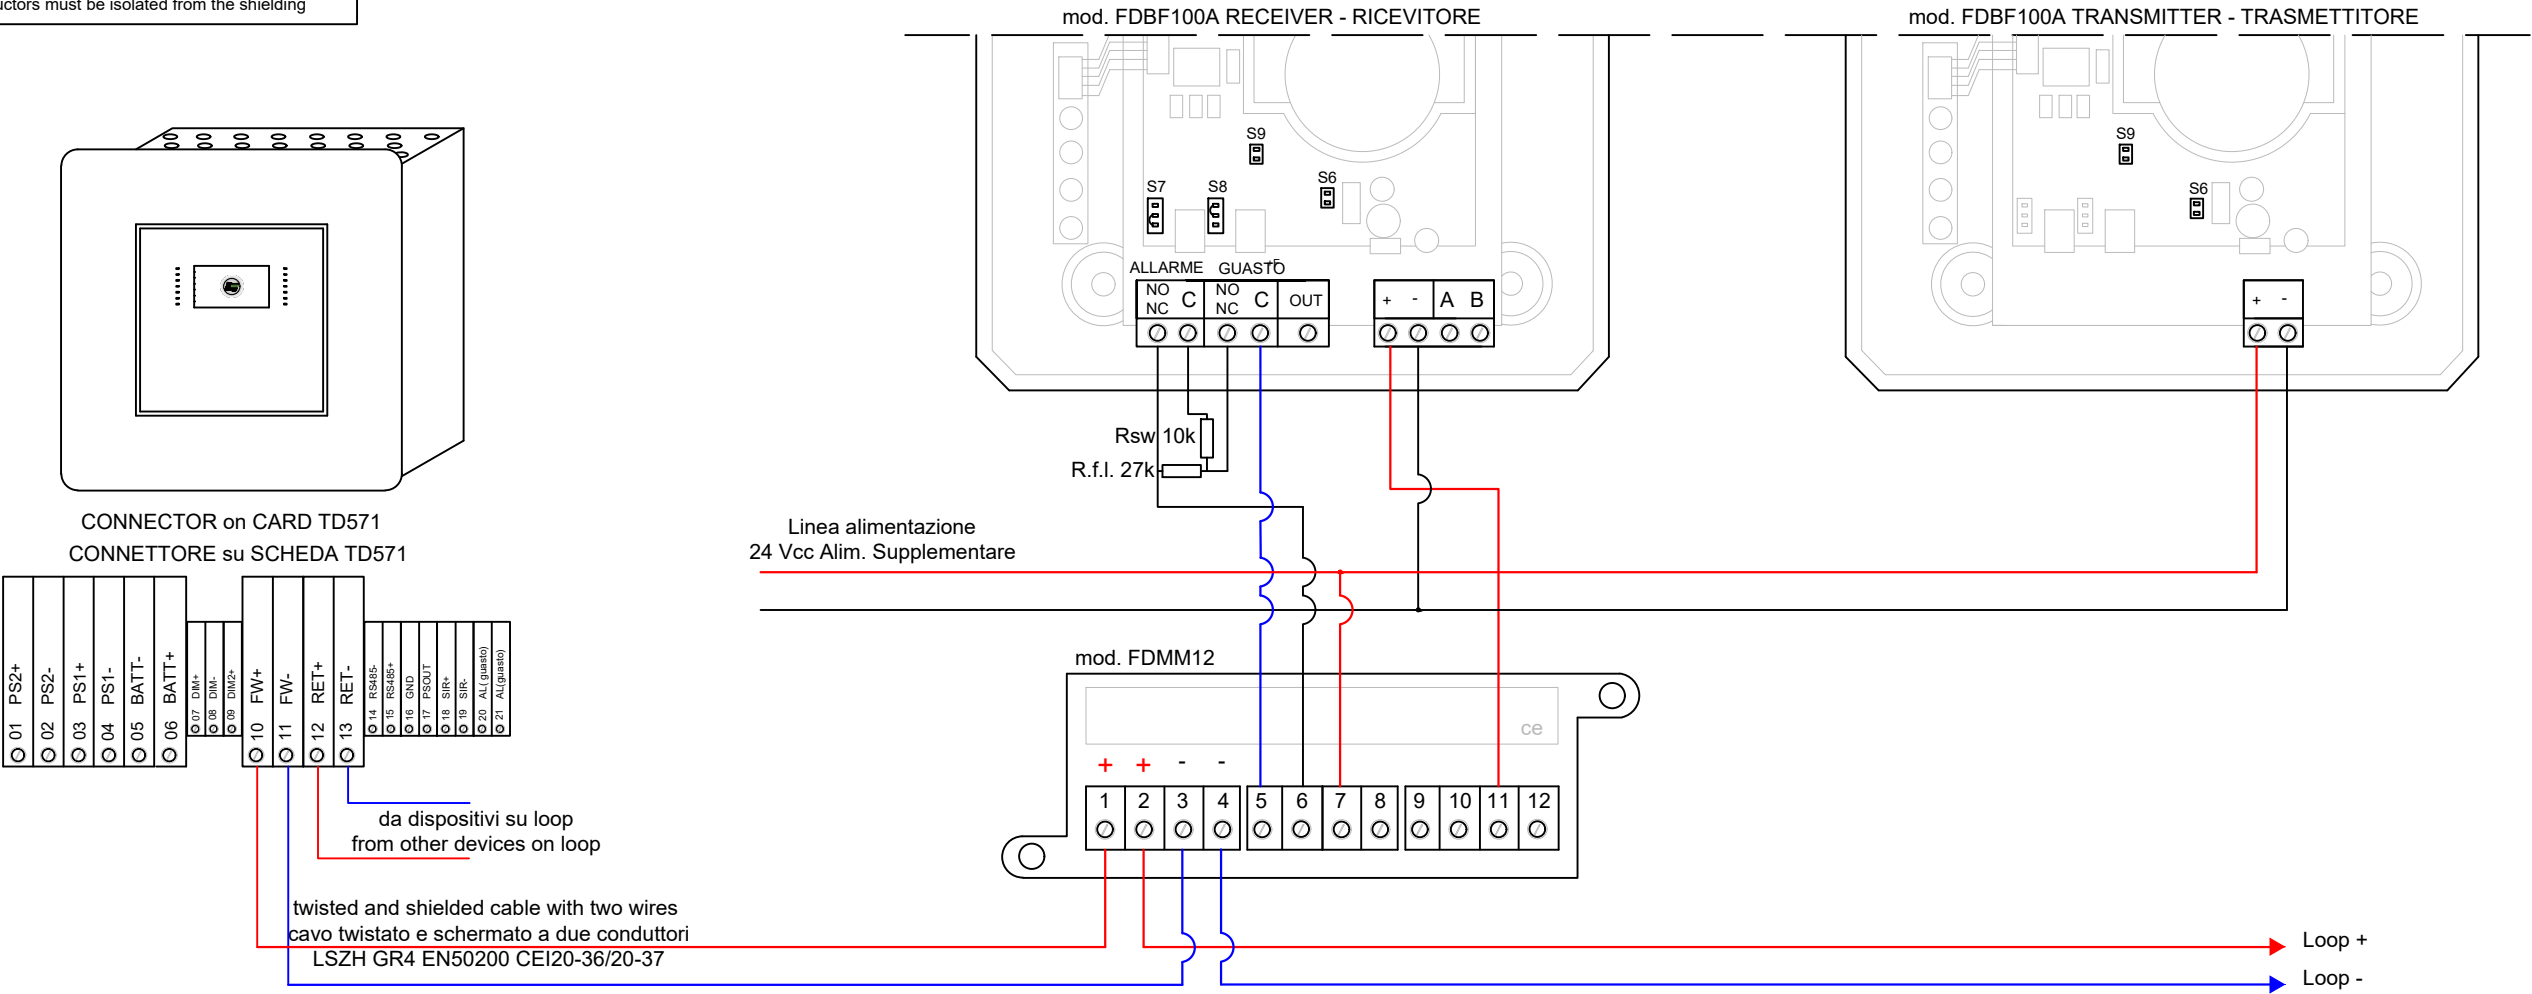 uctors must be isolated from the shielding
mod. FDBF100A RECEIVER - RICEVITORE
mod. FDBF100A TRANSMITTER - TRASMETTITORE
S9
S7
S8
S6
S9
S6
ALLARME
GUASTO
NO
NC
C
NO
NC
C
OUT
+ - A B
+ -
Rsw 10k
R.f.l. 27k
CONNECTOR on CARD TD571
CONNETTORE su SCHEDA TD571
Linea alimentazione
24 Vcc Alim. Supplementare
01 PS2+
02 PS2-
03 PS1+
04 PS1-
05 BATT-
06 BATT+
07 DIM+
08 DIM-
09 DIM2+
10 FW+
11 FW-
12 RET+
13 RET-
14 RS485-
15 RS485+
16 GND
17 PSOUT
18 SIR+
19 SIR-
20 AL( guasto)
21 AL(guasto)
mod. FDMM12
ce
+ + - -
1 2 3 4 5 6 7 8 9 10 11 12
da dispositivi su loop
from other devices on loop
twisted and shielded cable with two wires
cavo twistato e schermato a due conduttori
LSZH GR4 EN50200 CEI20-36/20-37
Loop +
Loop -